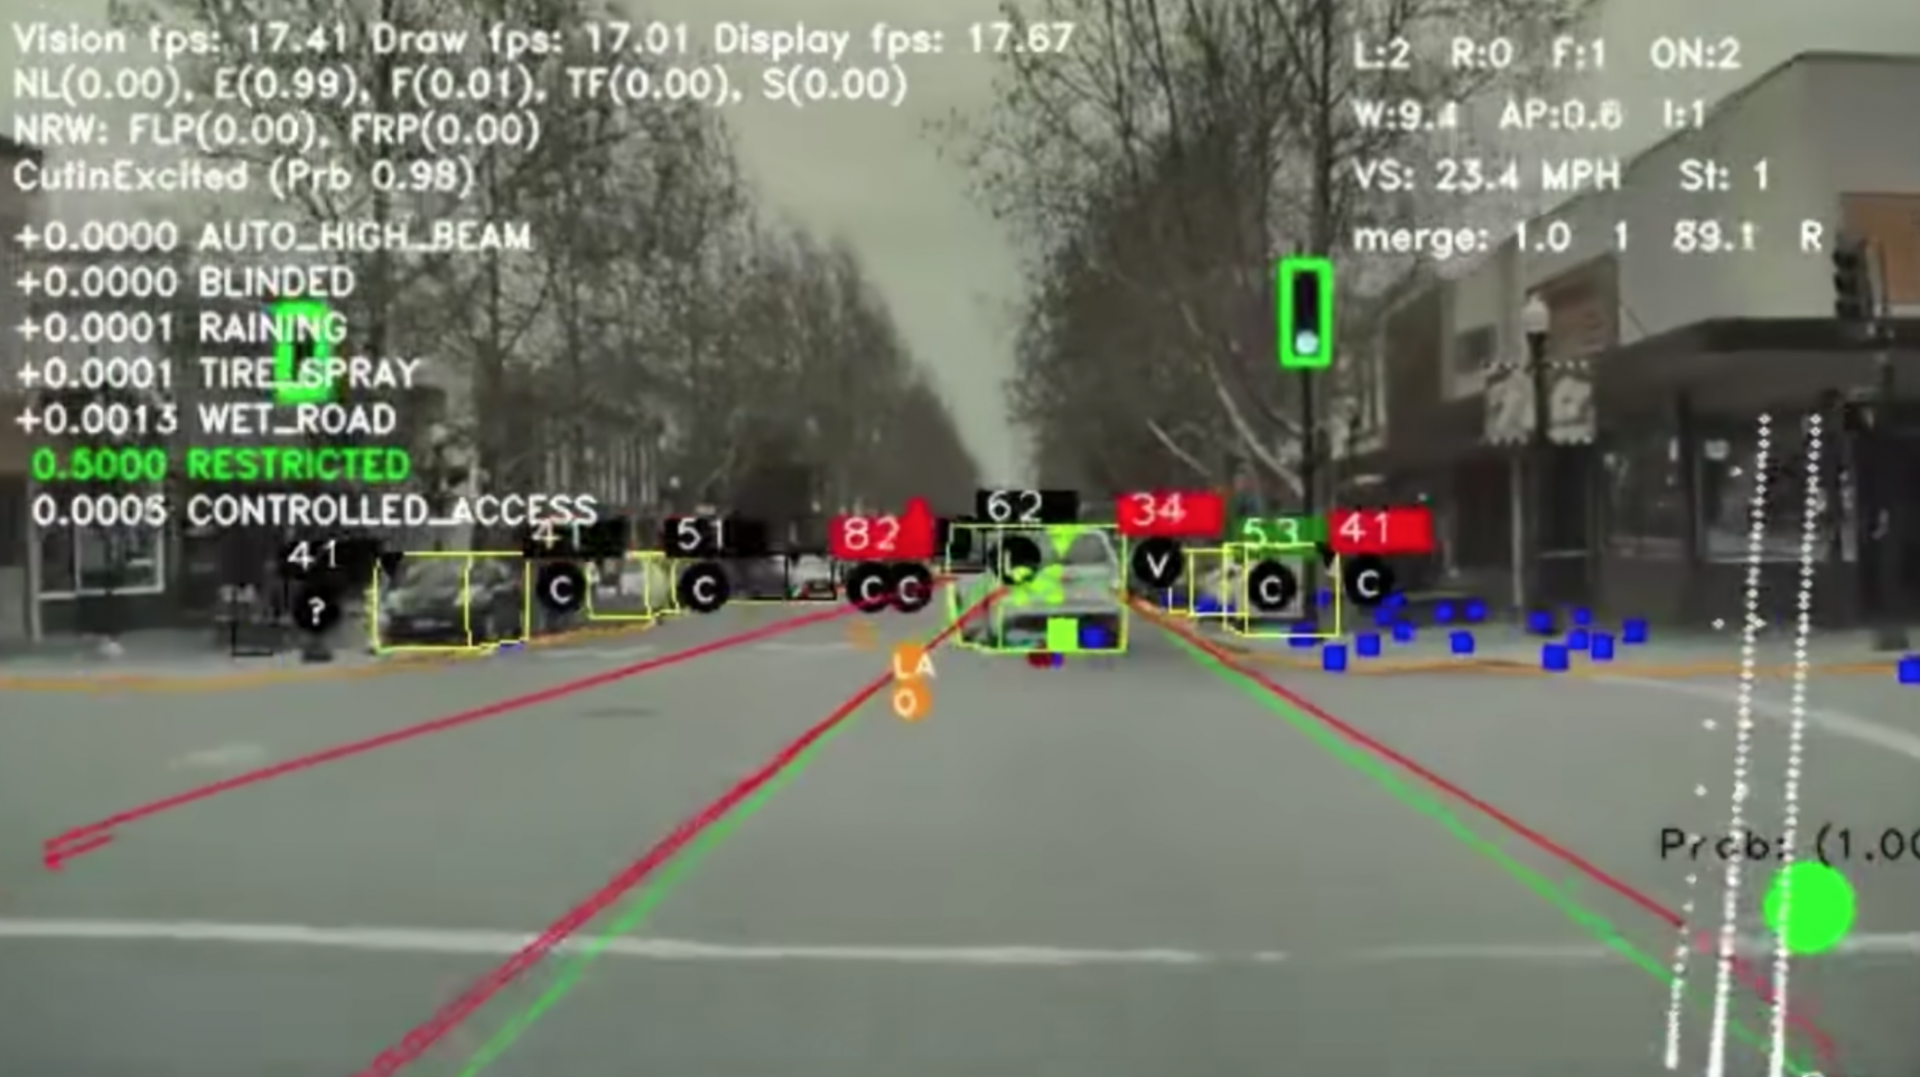 Vision fps: 17.41 Draw fps: 17.01 Display fps: 17.67
NL(0.00), E(0.99), F(0.01), TF(0.00), S(0.00)
NRW: FLP(0.00), FRP(0.00)
CutinExcited (Prb 0.98)
+0.0000 AUTO_HIGH_BEAM
+0.0000 BLINDED
+0.0001 RAINING
+0.0001 TIRE_SPRAY
+0.0013 WET_ROAD
0.5000 RESTRICTED
0.0005 CONTROLLED_ACCESS
L:2 R:0 F:1 ON:2
W:9.4 AP:0.6 I:1
VS: 23.4 MPH St: 1
merge: 1.0 1 89.1 R
41 41 51 82 62 34 53 41
? C C C C L V C C
LA
0
Prob: (1.00